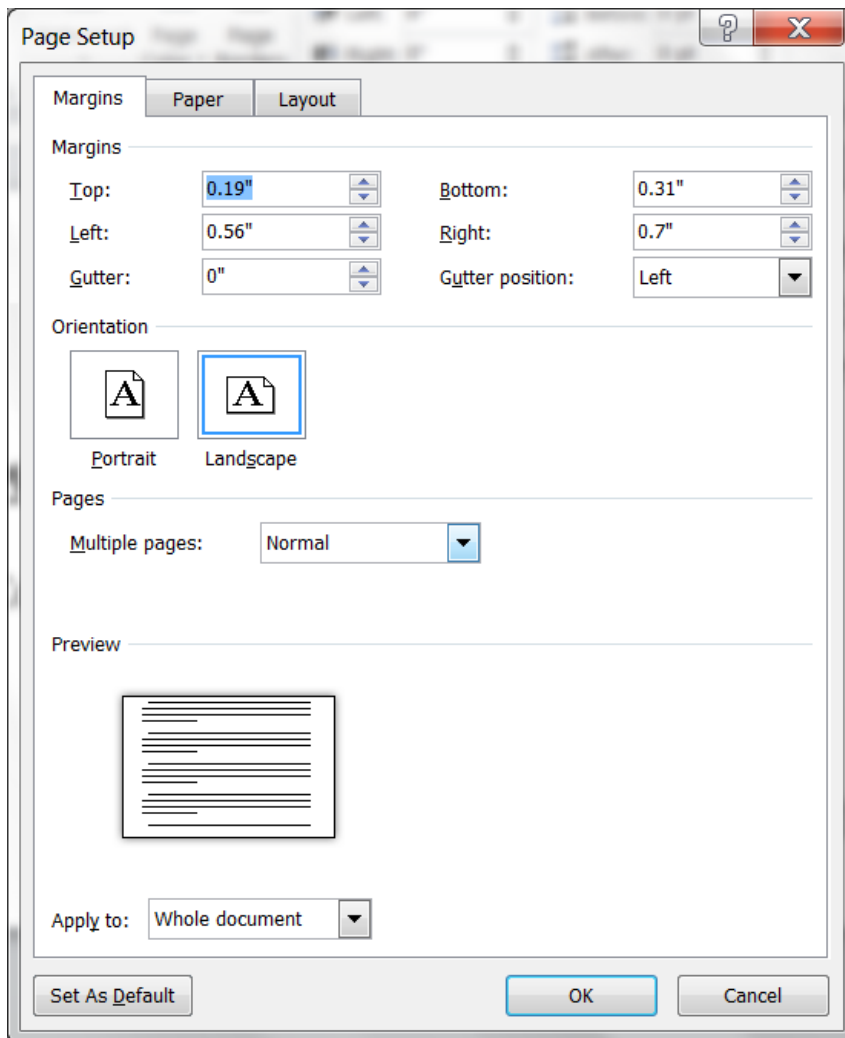 Page Setup
Margins Paper Layout
Margins
Top: 0.19" Bottom: 0.31"
Left: 0.56" Right: 0.7"
Gutter: 0" Gutter position: Left
Orientation
A A
Portrait Landscape
Pages
Multiple pages: Normal
Preview
Apply to: Whole document
Set As Default OK Cancel